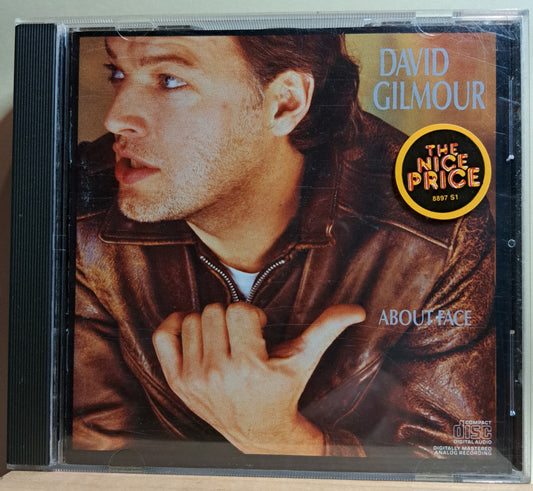 DAVID
GILMOUR
THE
NICE
PRICE
8897 S1
ABOUT FACE
COMPACT
disc
DIGITAL AUDIO
DIGITALLY MASTERED
ANALOG RECORDING